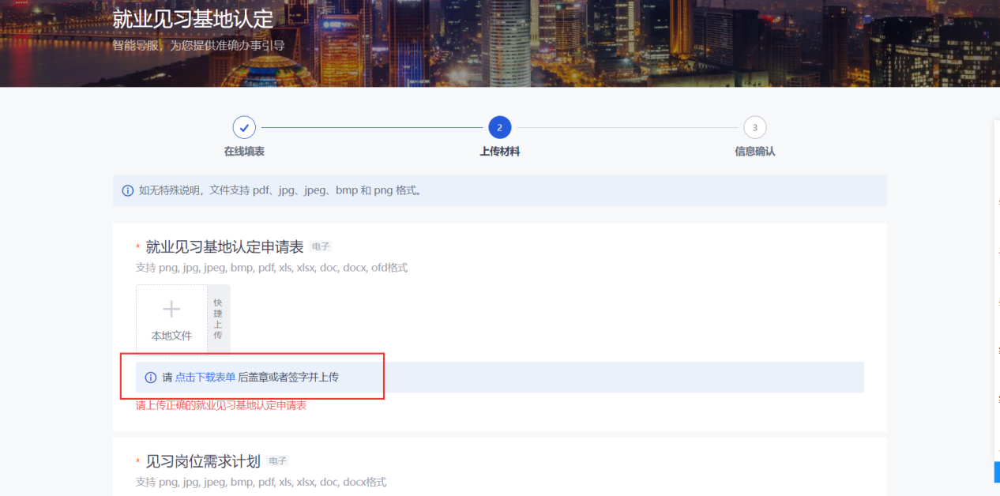 就业见习基地认定
智能导服，为您提供准确办事引导
2
3
在线填表
上传材料
信息确认
如无特殊说明，文件支持 pdf、jpg、jpeg、bmp 和 png 格式。
* 就业见习基地认定申请表 电子
支持 png, jpg, jpeg, bmp, pdf, xls, xlsx, doc, docx, ofd格式
本地文件
快捷上传
请 点击下载表单 后盖章或者签字并上传
请上传正确的就业见习基地认定申请表
* 见习岗位需求计划 电子
支持 png, jpg, jpeg, bmp, pdf, xls, xlsx, doc, docx格式